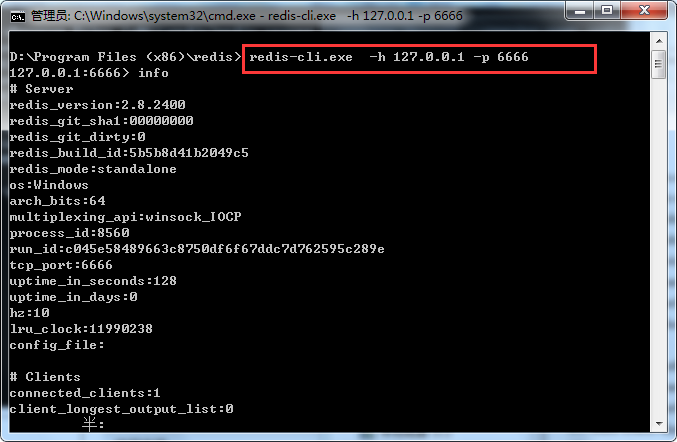 管理员: C:\Windows\system32\cmd.exe - redis-cli.exe  -h 127.0.0.1 -p 6666
D:\Program Files (x86)\redis> redis-cli.exe  -h 127.0.0.1 -p 6666
127.0.0.1:6666> info
# Server
redis_version:2.8.2400
redis_git_sha1:00000000
redis_git_dirty:0
redis_build_id:5b5b8d41b2049c5
redis_mode:standalone
os:Windows
arch_bits:64
multiplexing_api:winsock_IOCP
process_id:8560
run_id:c045e58489663c8750df6f67ddc7d762595c289e
tcp_port:6666
uptime_in_seconds:128
uptime_in_days:0
hz:10
lru_clock:11990238
config_file:
# Clients
connected_clients:1
client_longest_output_list:0
半: